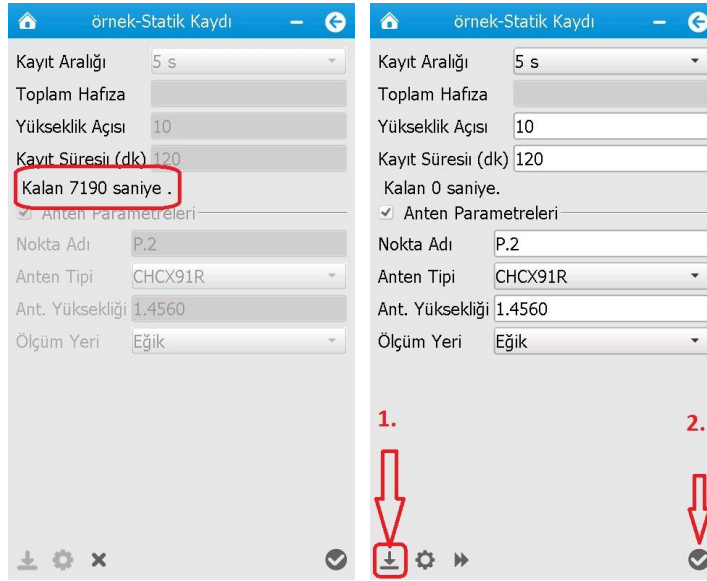 örnek-Statik Kaydı
Kayıt Aralığı 5 s
Toplam Hafıza
Yükseklik Açısı 10
Kayıt Süresiı (dk) 120
Kalan 7190 saniye .
Anten Parametreleri
Nokta Adı P.2
Anten Tipi CHCX91R
Ant. Yüksekliği 1.4560
Ölçüm Yeri Eğik
örnek-Statik Kaydı
Kayıt Aralığı 5 s
Toplam Hafıza
Yükseklik Açısı 10
Kayıt Süresiı (dk) 120
Kalan 0 saniye.
Anten Parametreleri
Nokta Adı P.2
Anten Tipi CHCX91R
Ant. Yüksekliği 1.4560
Ölçüm Yeri Eğik
1. 2.